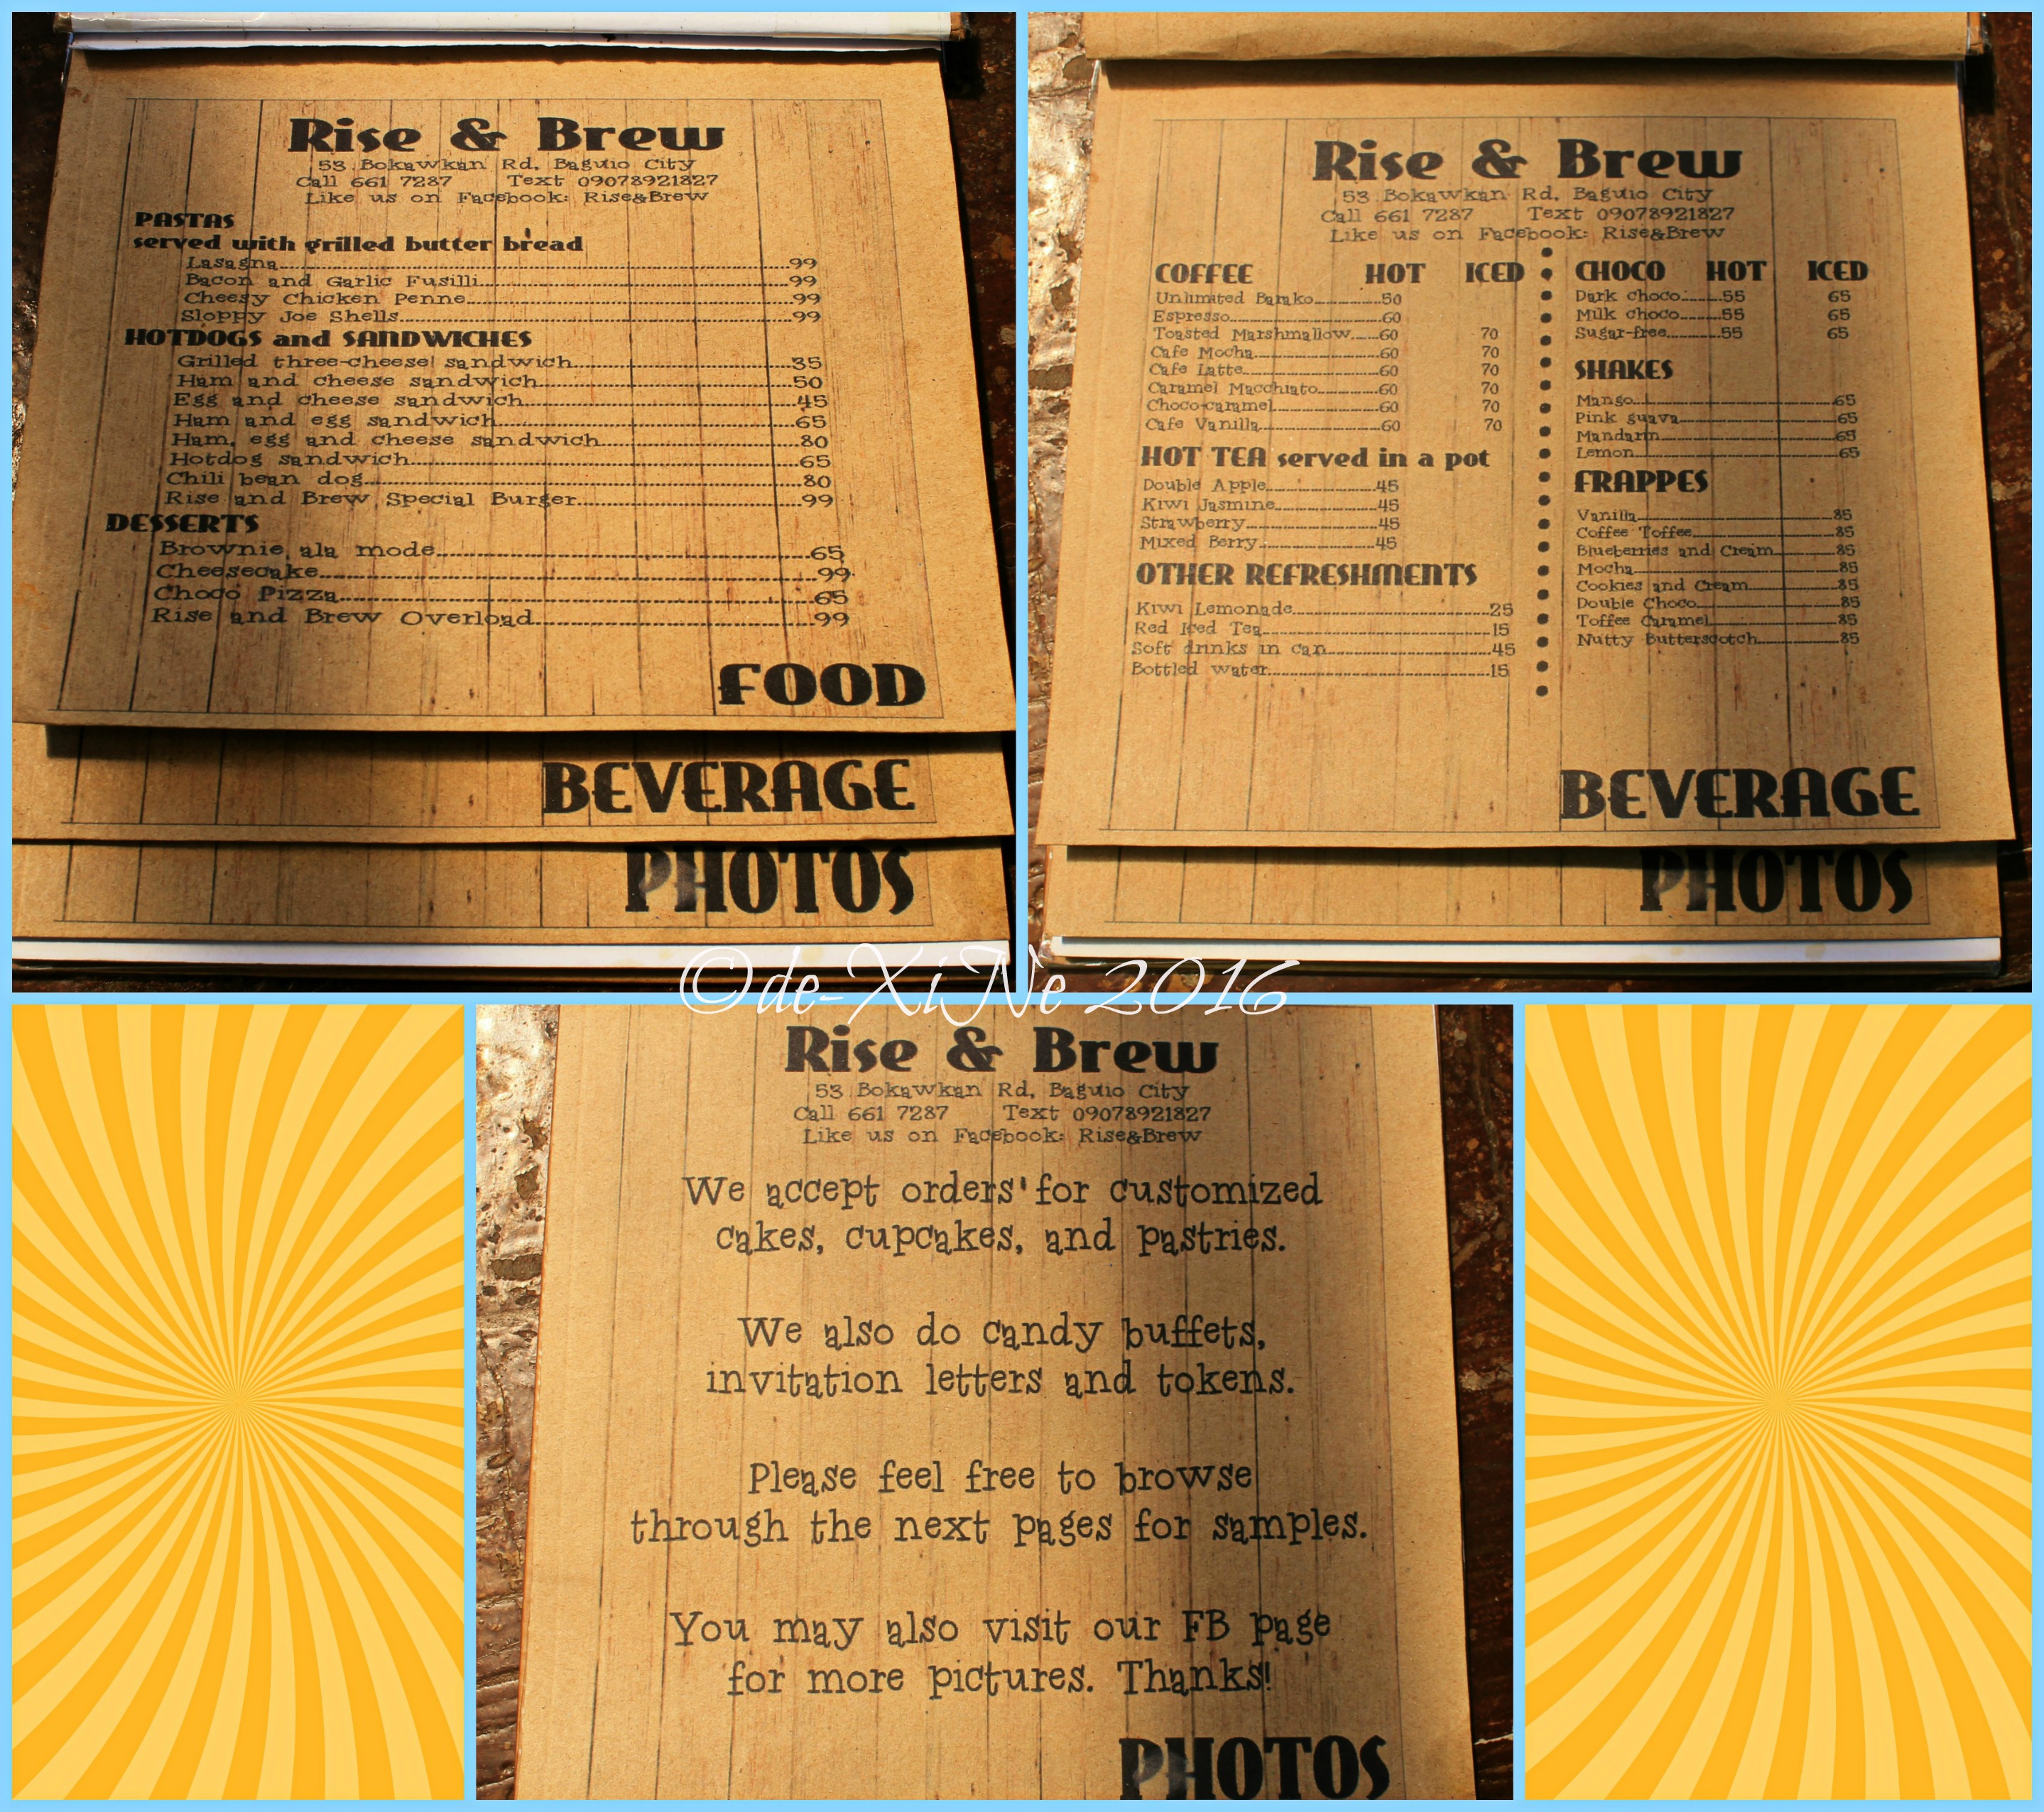 Rise & Brew
53 Bokawkan Rd, Baguio City
Call 661 7287 Text 09078921827
Like us on Facebook: Rise&Brew
PASTAS
served with grilled butter bread
Lasagna 99
Bacon and Garlic Fusilli 99
Cheesy Chicken Penne 99
Sloppy Joe Shells 99
HOTDOGS and SANDWICHES
Grilled three-cheese sandwich 35
Ham and cheese sandwich 50
Egg and cheese sandwich 45
Ham and egg sandwich 65
Ham, egg and cheese sandwich 80
Hotdog sandwich 65
Chili bean dog 80
Rise and Brew Special Burger 99
DESSERTS
Brownie ala mode 65
Cheesecake 99
Choco Pizza 65
Rise and Brew Overload 99
FOOD
BEVERAGE
PHOTOS
Rise & Brew
53 Bokawkan Rd, Baguio City
Call 661 7287 Text 09078921827
Like us on Facebook: Rise&Brew
COFFEE HOT ICED
Unlimited Barako 50
Espresso 60
Toasted Marshmallow 60 70
Cafe Mocha 60 70
Cafe Latte 60 70
Caramel Macchiato 60 70
Choco-caramel 60 70
Cafe Vanilla 60 70
HOT TEA served in a pot
Double Apple 45
Kiwi Jasmine 45
Strawberry 45
Mixed Berry 45
OTHER REFRESHMENTS
Kiwi Lemonade 25
Red Iced Tea 15
Soft drinks in can 45
Bottled water 15
CHOCO HOT ICED
Dark choco 55 65
Milk choco 55 65
Sugar-free 55 65
SHAKES
Mango 65
Pink guava 65
Mandarin 65
Lemon 65
FRAPPES
Vanilla 85
Coffee Toffee 85
Blueberries and Cream 85
Mocha 85
Cookies and Cream 85
Double Choco 85
Toffee Caramel 85
Nutty Butterscotch 85
BEVERAGE
PHOTOS
©de-XiNe 2016
Rise & Brew
53 Bokawkan Rd, Baguio City
Call 661 7287 Text 09078921827
Like us on Facebook: Rise&Brew
We accept orders for customized
cakes, cupcakes, and pastries.
We also do candy buffets,
invitation letters and tokens.
Please feel free to browse
through the next pages for samples.
You may also visit our FB page
for more pictures. Thanks!
PHOTOS